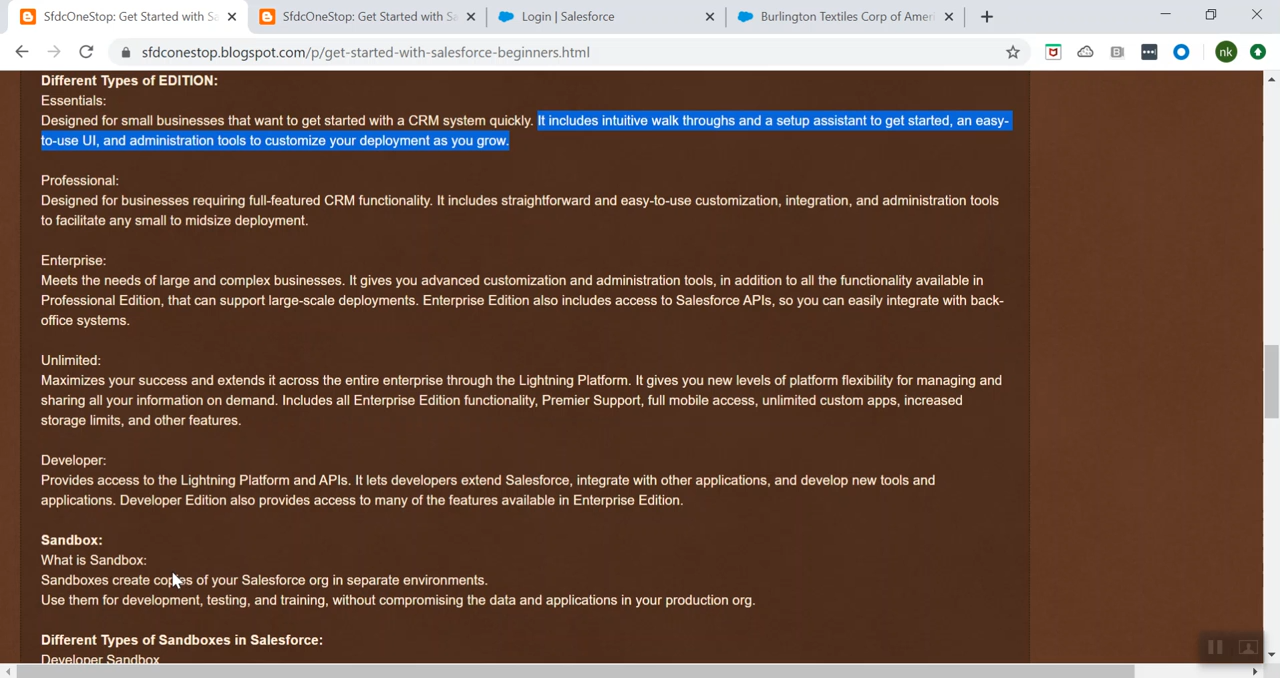 SfdcOneStop: Get Started with Sa
SfdcOneStop: Get Started with Sa
Login | Salesforce
Burlington Textiles Corp of Ameri
sfdconestop.blogspot.com/p/get-started-with-salesforce-beginners.html
nk
Different Types of EDITION:
Essentials:
Designed for small businesses that want to get started with a CRM system quickly. It includes intuitive walk throughs and a setup assistant to get started, an easy-
to-use UI, and administration tools to customize your deployment as you grow.
Professional:
Designed for businesses requiring full-featured CRM functionality. It includes straightforward and easy-to-use customization, integration, and administration tools
to facilitate any small to midsize deployment.
Enterprise:
Meets the needs of large and complex businesses. It gives you advanced customization and administration tools, in addition to all the functionality available in
Professional Edition, that can support large-scale deployments. Enterprise Edition also includes access to Salesforce APIs, so you can easily integrate with back-
office systems.
Unlimited:
Maximizes your success and extends it across the entire enterprise through the Lightning Platform. It gives you new levels of platform flexibility for managing and
sharing all your information on demand. Includes all Enterprise Edition functionality, Premier Support, full mobile access, unlimited custom apps, increased
storage limits, and other features.
Developer:
Provides access to the Lightning Platform and APIs. It lets developers extend Salesforce, integrate with other applications, and develop new tools and
applications. Developer Edition also provides access to many of the features available in Enterprise Edition.
Sandbox:
What is Sandbox:
Sandboxes create copies of your Salesforce org in separate environments.
Use them for development, testing, and training, without compromising the data and applications in your production org.
Different Types of Sandboxes in Salesforce:
Developer Sandbox